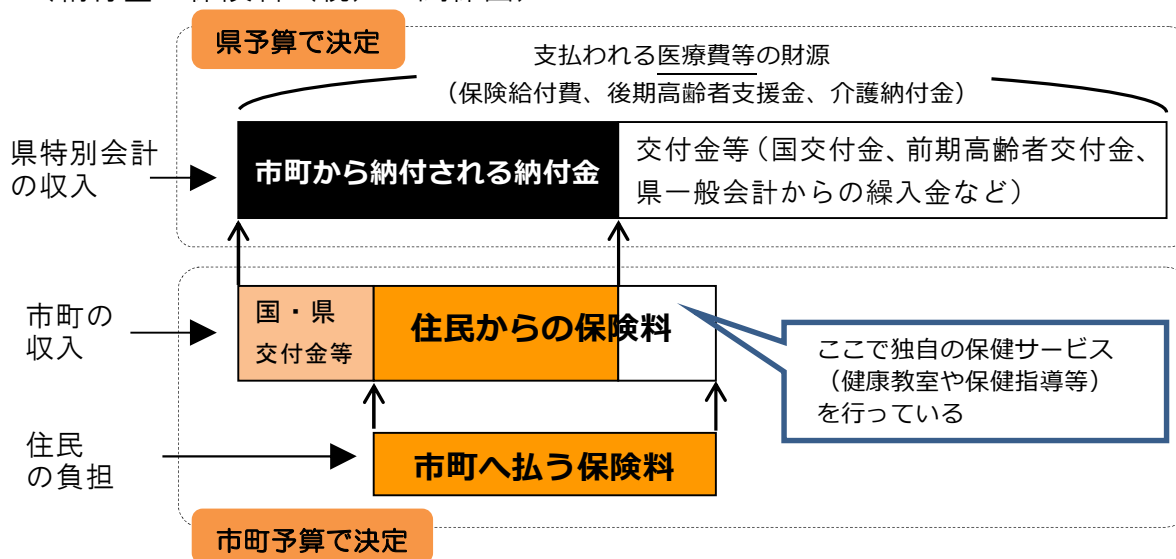 県予算で決定
支払われる医療費等の財源
（保険給付費、後期高齢者支援金、介護納付金）
県特別会計
の収入
市町から納付される納付金
交付金等（国交付金、前期高齢者交付金、
県一般会計からの繰入金など）
市町の
収入
国・県
交付金等
住民からの保険料
ここで独自の保健サービス
（健康教室や保健指導等）
を行っている
住民
の負担
市町へ払う保険料
市町予算で決定